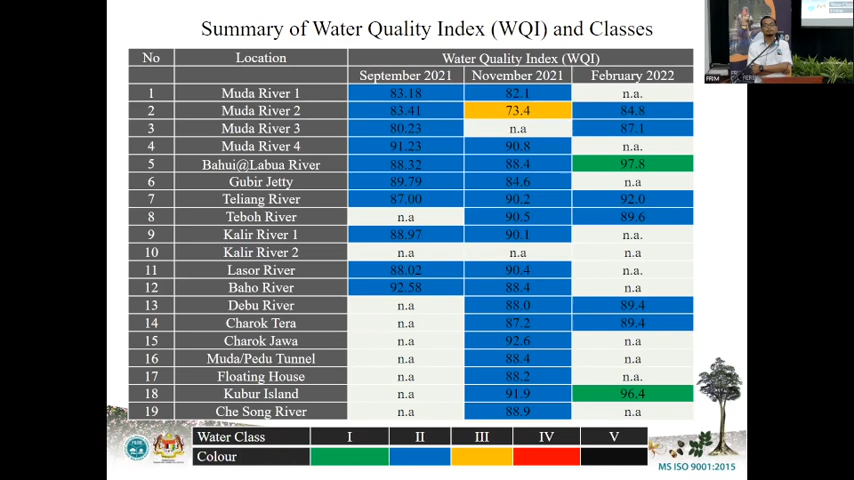 Summary of Water Quality Index (WQI) and Classes
No Location Water Quality Index (WQI)
September 2021 November 2021 February 2022
1 Muda River 1 83.18 82.1 n.a.
2 Muda River 2 83.41 73.4 84.8
3 Muda River 3 80.23 n.a 87.1
4 Muda River 4 91.23 90.8 n.a.
5 Bahui@Labua River 88.32 88.4 97.8
6 Gubir Jetty 89.79 84.6 n.a
7 Teliang River 87.00 90.2 92.0
8 Teboh River n.a 90.5 89.6
9 Kalir River 1 88.97 90.1 n.a.
10 Kalir River 2 n.a n.a n.a.
11 Lasor River 88.02 90.4 n.a.
12 Baho River 92.58 88.4 n.a
13 Debu River n.a 88.0 89.4
14 Charok Tera n.a 87.2 89.4
15 Charok Jawa n.a 92.6 n.a
16 Muda/Pedu Tunnel n.a 88.4 n.a
17 Floating House n.a 88.2 n.a.
18 Kubur Island n.a 91.9 96.4
19 Che Song River n.a 88.9 n.a
Water Class I II III IV V
Colour
MS ISO 9001:2015
FRIM